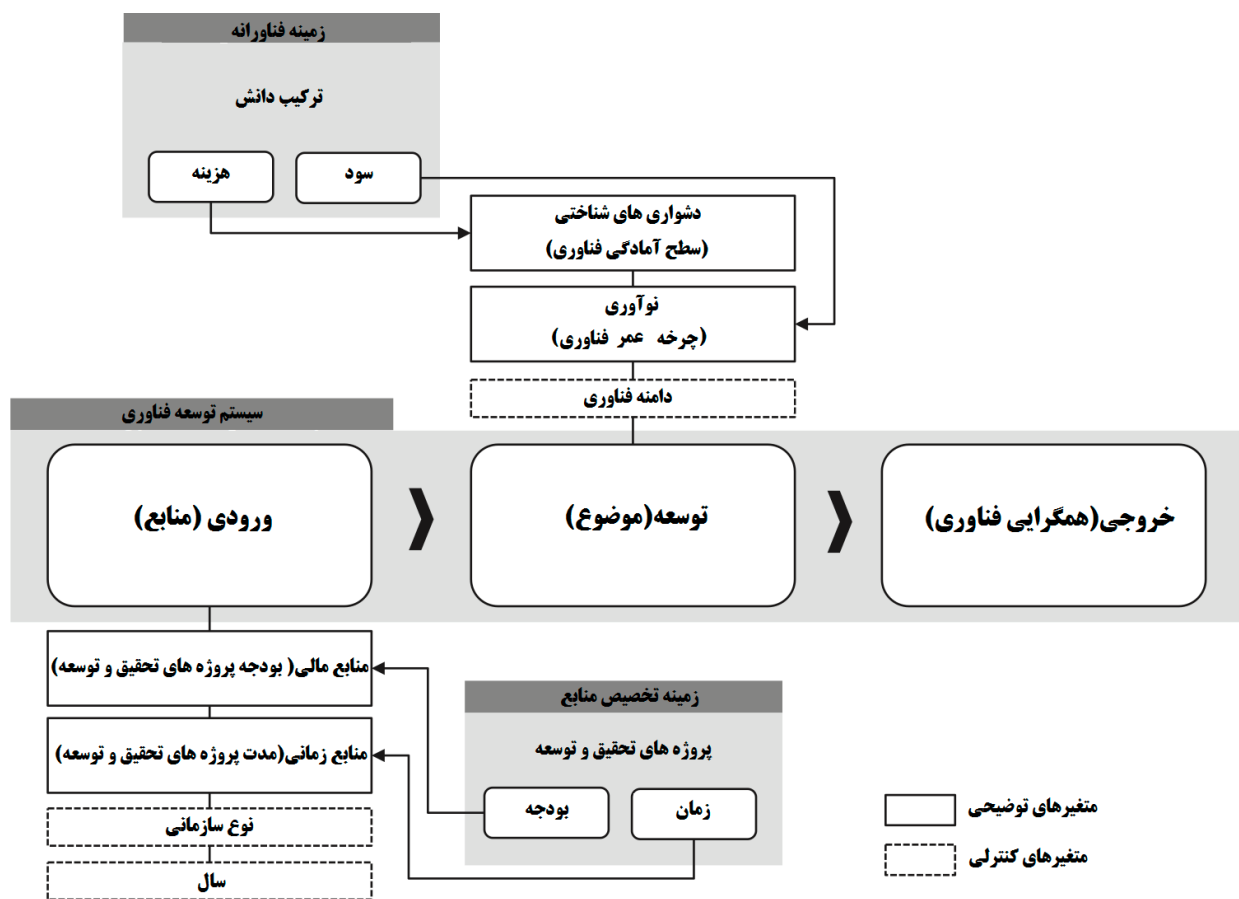 زمینه فناورانه
ترکیب دانش
سود
هزینه
دشواری های شناختی
(سطح آمادگی فناوری)
نوآوری
(چرخه عمر فناوری)
دامنه فناوری
سیستم توسعه فناوری
ورودی (منابع)
توسعه(موضوع)
خروجی(همگرایی فناوری)
منابع مالی( بودجه پروژه های تحقیق و توسعه)
منابع زمانی(مدت پروژه های تحقیق و توسعه)
نوع سازمانی
سال
زمینه تخصیص منابع
پروژه های تحقیق و توسعه
زمان
بودجه
متغیرهای توضیحی
متغیرهای کنترلی